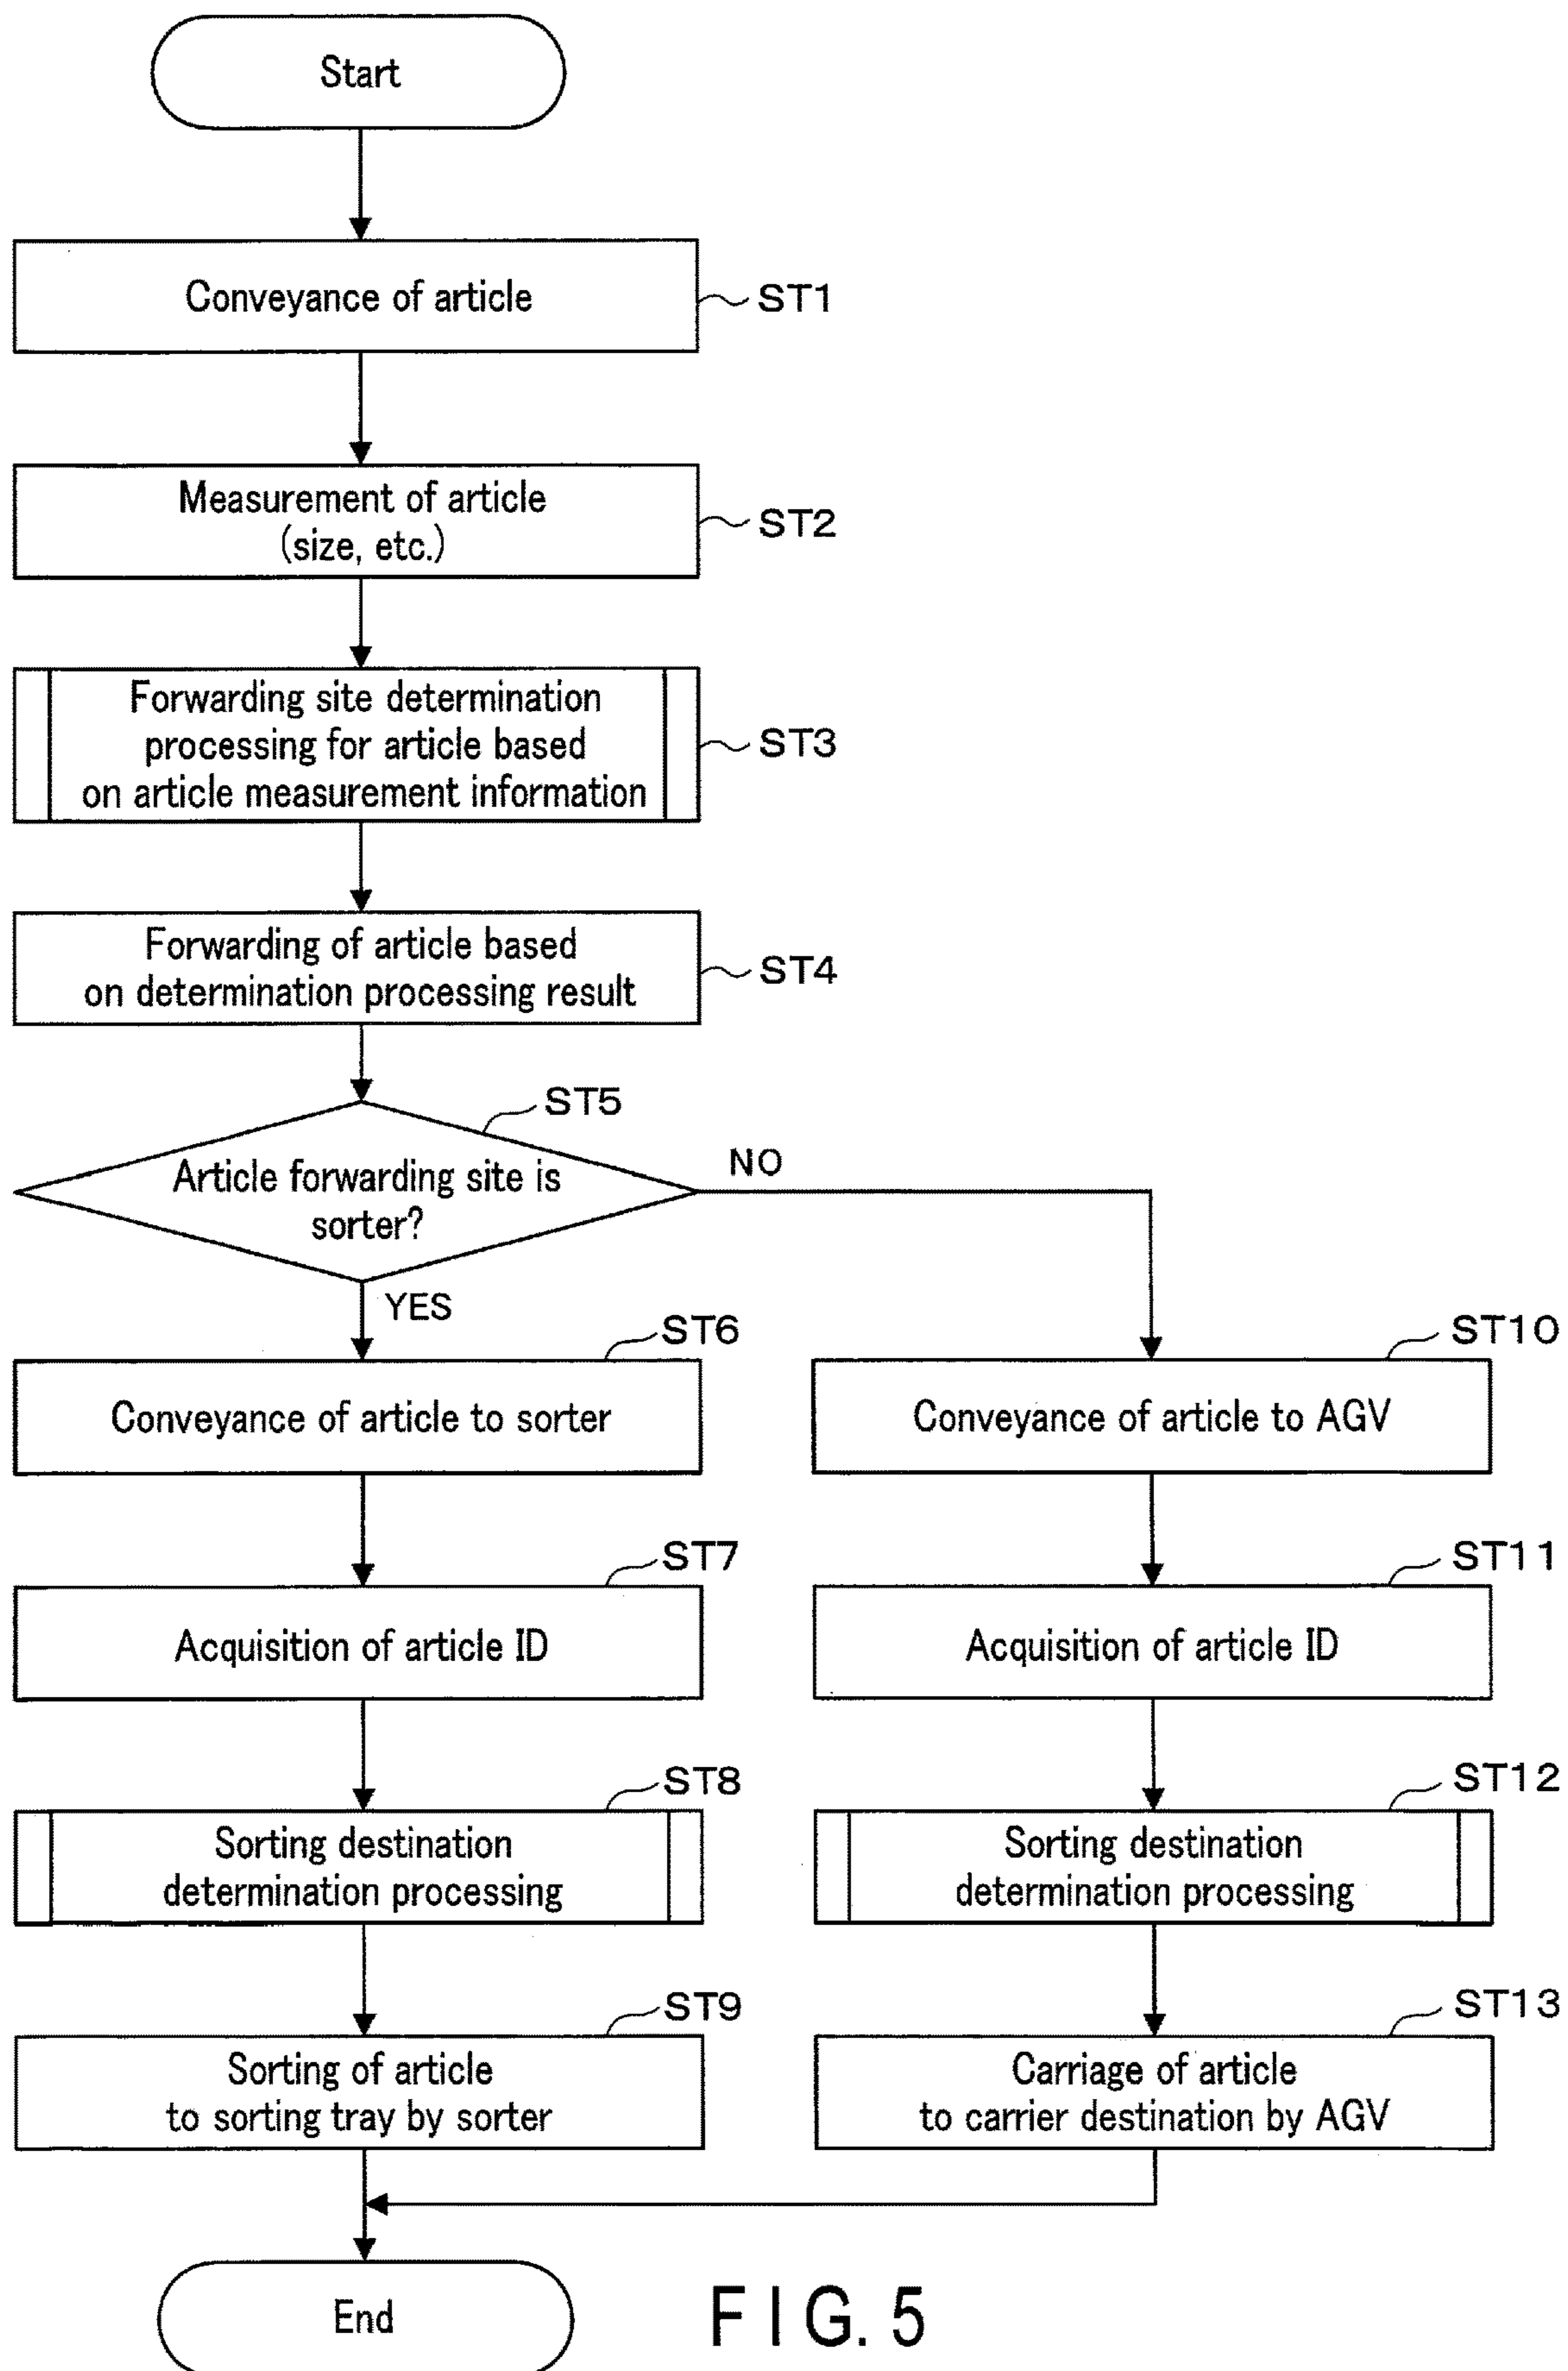 Start
Conveyance of article
ST1
Measurement of article
(size, etc.)
ST2
Forwarding site determination
processing for article based
on article measurement information
ST3
Forwarding of article based
on determination processing result
ST4
ST5
Article forwarding site is
sorter?
NO
YES
ST6
Conveyance of article to sorter
ST10
Conveyance of article to AGV
ST7
Acquisition of article ID
ST11
Acquisition of article ID
ST8
Sorting destination
determination processing
ST12
Sorting destination
determination processing
ST9
Sorting of article
to sorting tray by sorter
ST13
Carriage of article
to carrier destination by AGV
End
FIG. 5